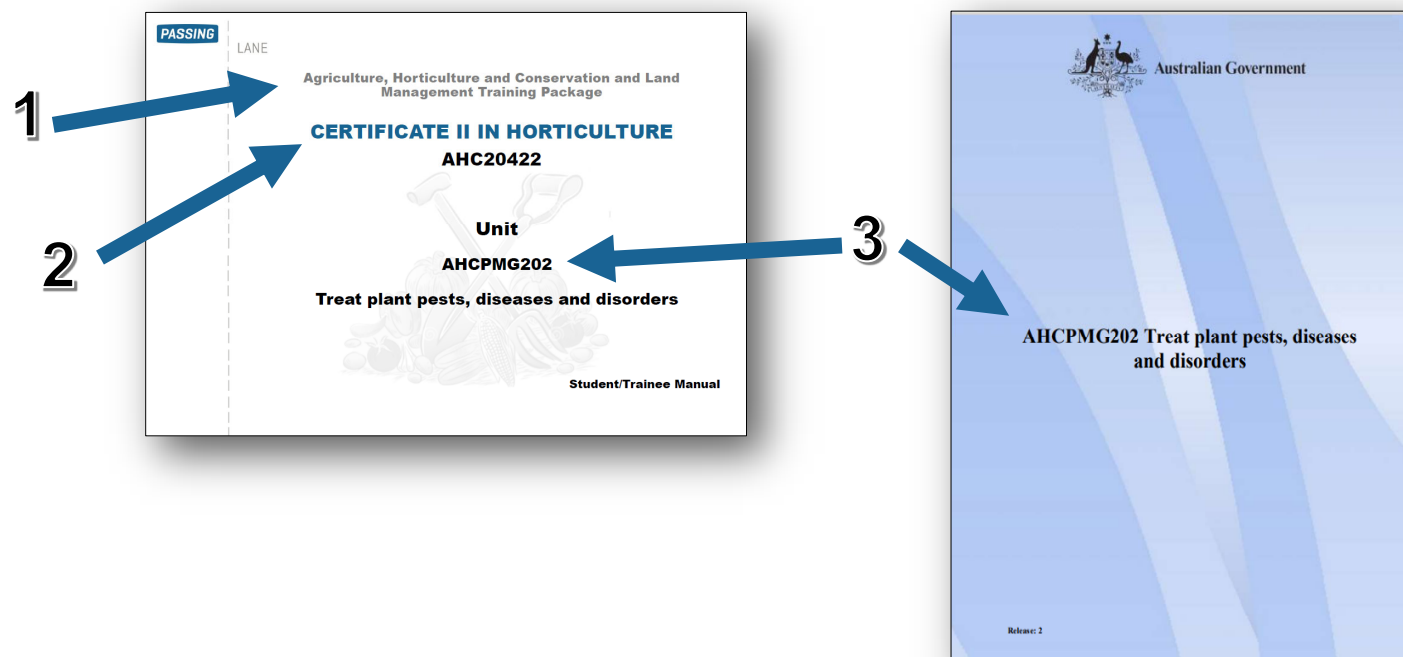 PASSING
LANE
Agriculture, Horticulture and Conservation and Land
Management Training Package
CERTIFICATE II IN HORTICULTURE
AHC20422
Unit
AHCPMG202
Treat plant pests, diseases and disorders
Student/Trainee Manual
1
2
3
Australian Government
AHCPMG202 Treat plant pests, diseases
and disorders
Release: 2